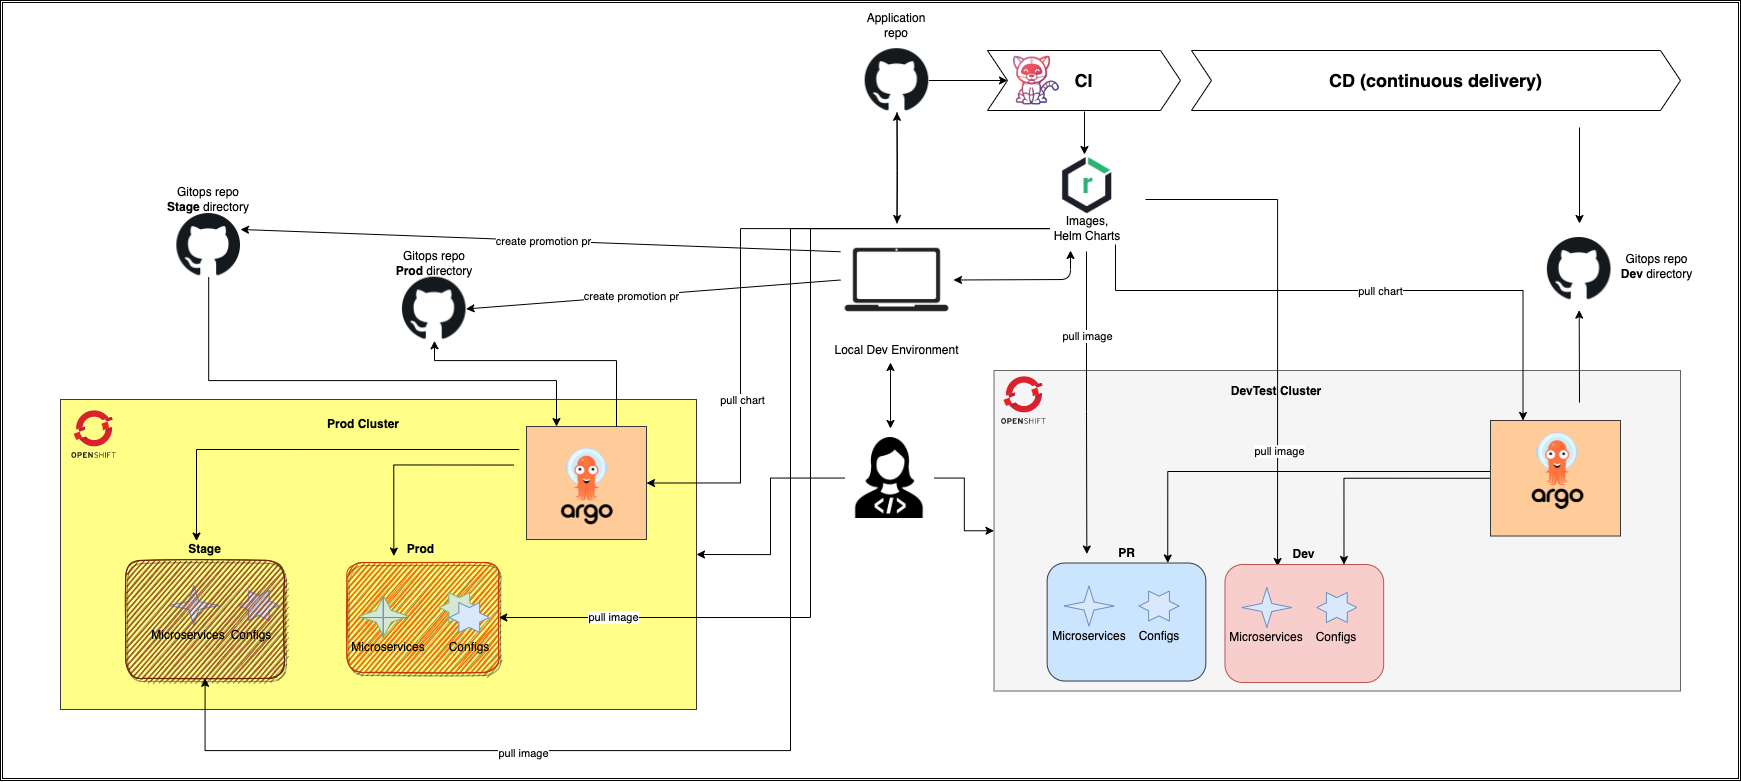 Application
repo
CI
CD (continuous delivery)
r
Images,
Helm Charts
Gitops repo
Stage directory
create promotion pr
Gitops repo
Prod directory
create promotion pr
Gitops repo
Dev directory
pull chart
pull image
Local Dev Environment
pull chart
OPENSHIFT
Prod Cluster
argo
Stage
Microservices
Configs
Prod
Microservices
Configs
pull image
pull image
</>
OPENSHIFT
DevTest Cluster
pull image
argo
PR
Microservices
Configs
Dev
Microservices
Configs